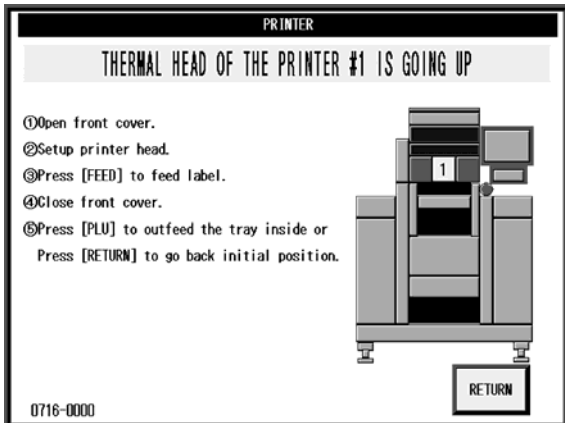 PRINTER
THERMAL HEAD OF THE PRINTER #1 IS GOING UP
①Open front cover.
②Setup printer head.
③Press [FEED] to feed label.
④Close front cover.
⑤Press [PLU] to outfeed the tray inside or
Press [RETURN] to go back initial position.
1
RETURN
0716-0000